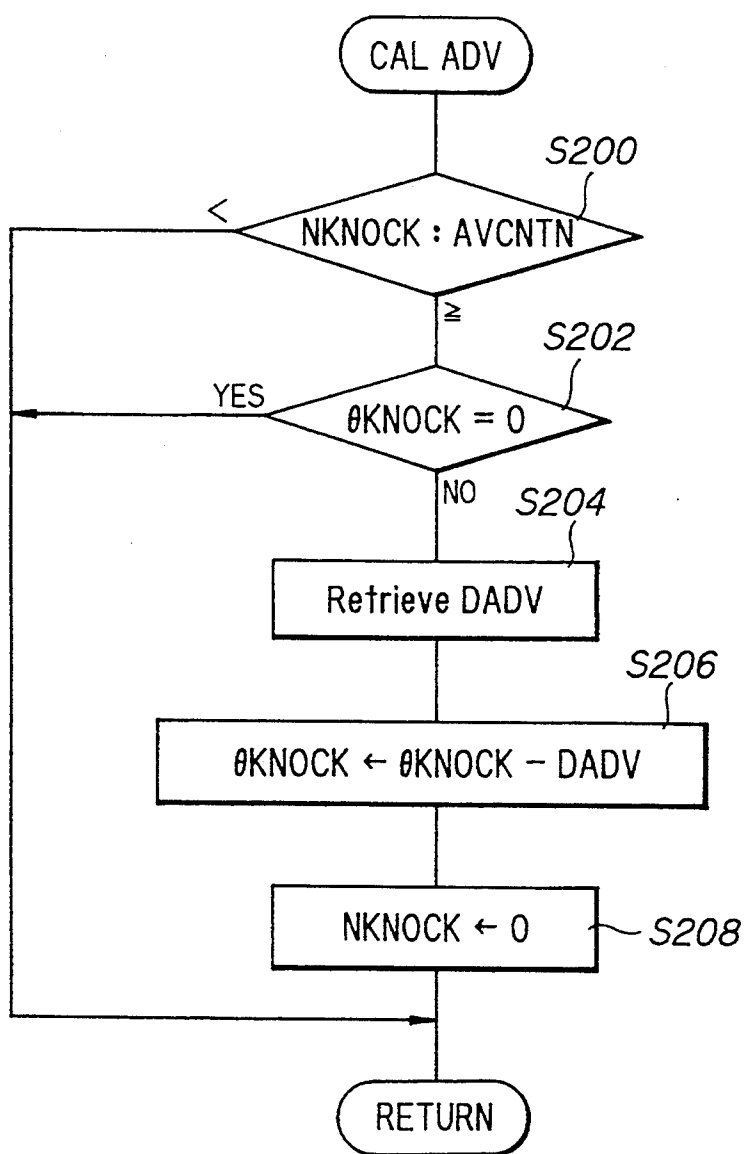 CAL ADV
S200
<
NKNOCK : AVCNTN
≧
S202
YES
θKNOCK = 0
NO
S204
Retrieve DADV
S206
θKNOCK ← θKNOCK - DADV
NKNOCK ← 0
S208
RETURN